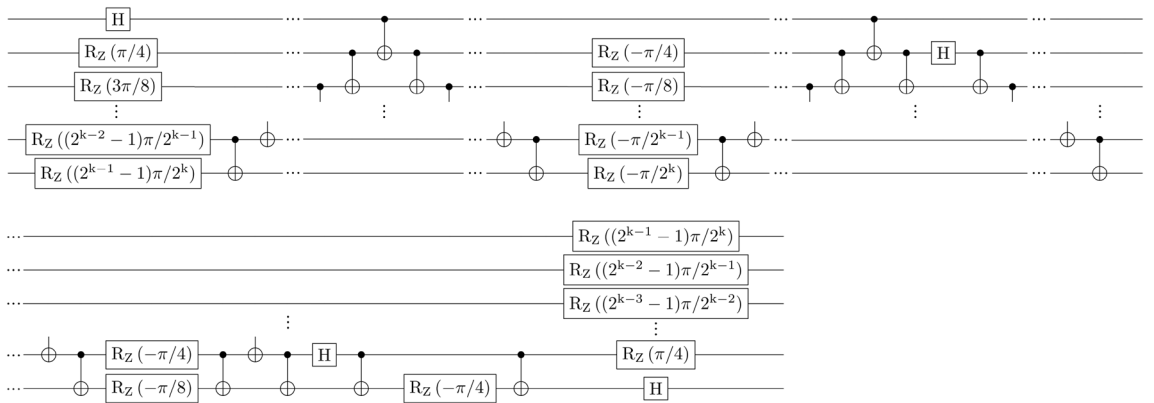 H ... ... ... ...
R_Z (π/4) ... ... R_Z (−π/4) ... H ...
R_Z (3π/8) R_Z (−π/8)
⋮ ⋮ ⋮ ⋮ ⋮
R_Z ((2^{k−2} − 1)π/2^{k−1}) ... ... R_Z (−π/2^{k−1}) ... ...
R_Z ((2^{k−1} − 1)π/2^k) ... ... R_Z (−π/2^k) ... ...
... R_Z ((2^{k−1} − 1)π/2^k)
... R_Z ((2^{k−2} − 1)π/2^{k−1})
... R_Z ((2^{k−3} − 1)π/2^{k−2})
⋮ ⋮
... R_Z (−π/4) H R_Z (π/4)
... R_Z (−π/8) R_Z (−π/4) H